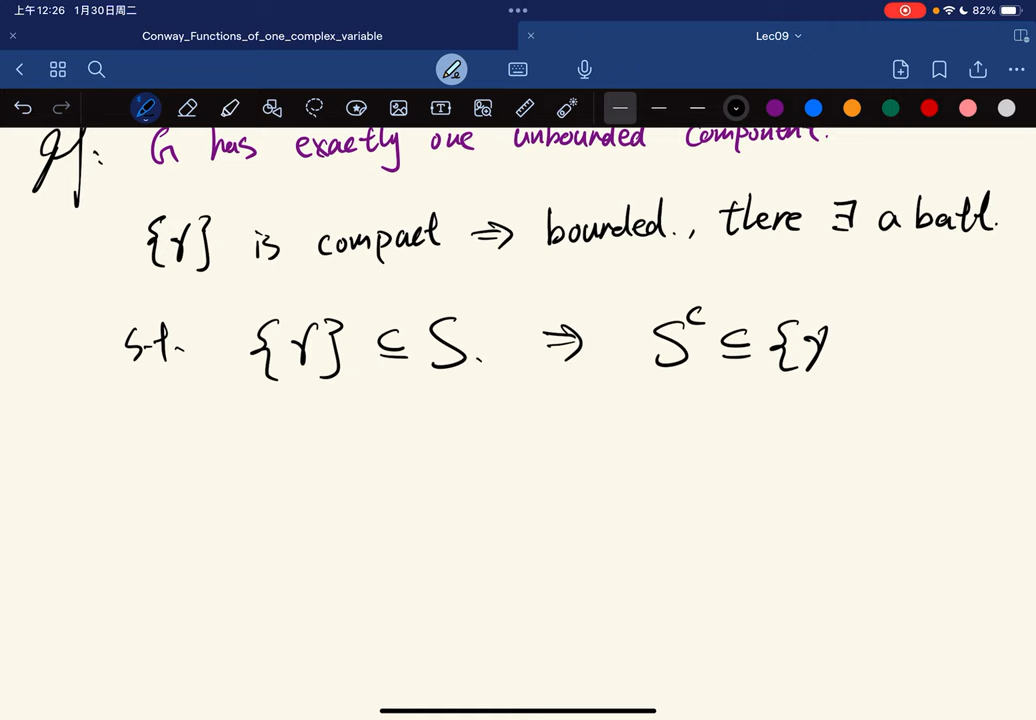 上午12:26 1月30日周二 82%
Conway_Functions_of_one_complex_variable
Lec09
pf: G has exactly one unbounded component.
{γ} is compact ⇒ bounded., there ∃ a ball.
s.t. {γ} ⊆ S. ⇒ S^c ⊆ {γ